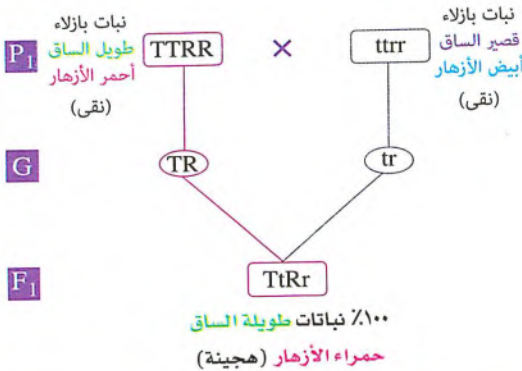 نبات بازلاء
طويل الساق
أحمر الأزهار
(نقى)
P1
TTRR
×
ttrr
نبات بازلاء
قصير الساق
أبيض الأزهار
(نقى)
G
TR
tr
F1
TtRr
١٠٠٪ نباتات طويلة الساق
حمراء الأزهار (هجينة)